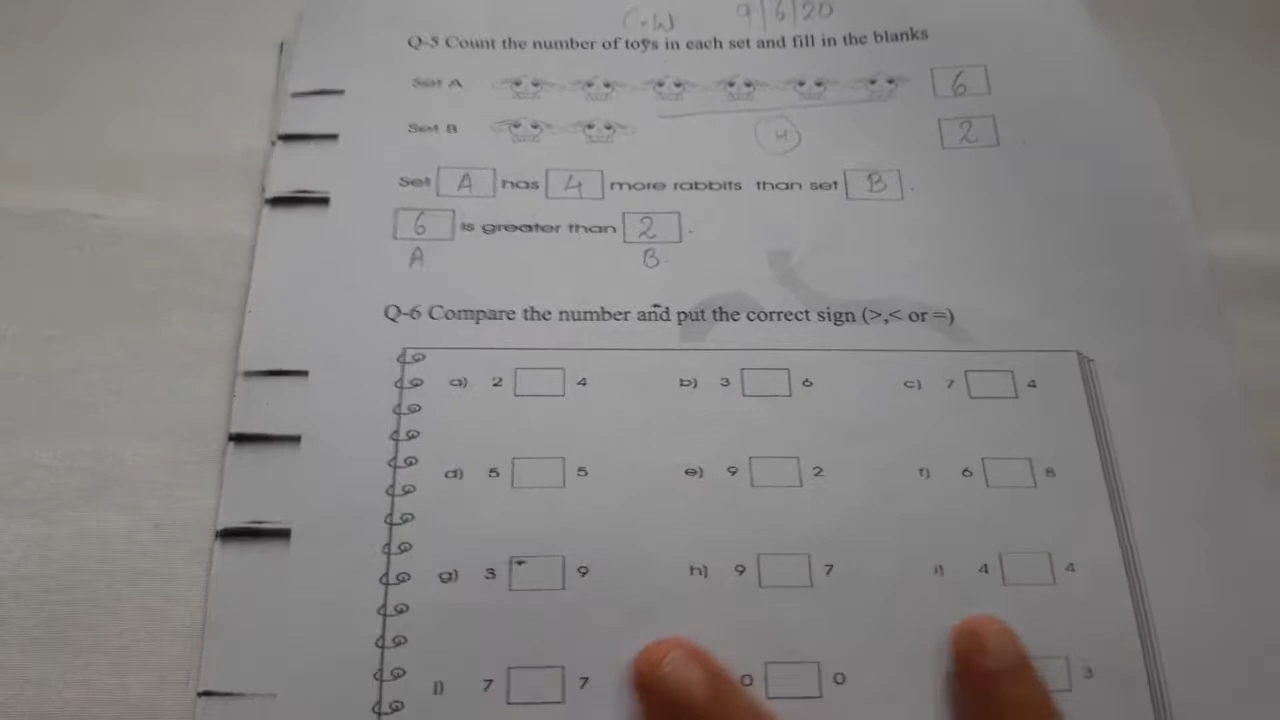 C.W 9/6/20
Q-5 Count the number of toys in each set and fill in the blanks
Set A 6
4
Set B 2
Set A has 4 more rabbits than set B .
6 is greater than 2 .
A B.
Q-6 Compare the number and put the correct sign (>,< or =)
a) 2 4 b) 3 6 c) 7 4
d) 5 5 e) 9 2 f) 6 8
g) 3 9 h) 9 7 i) 4 4
7 7 0 0 3